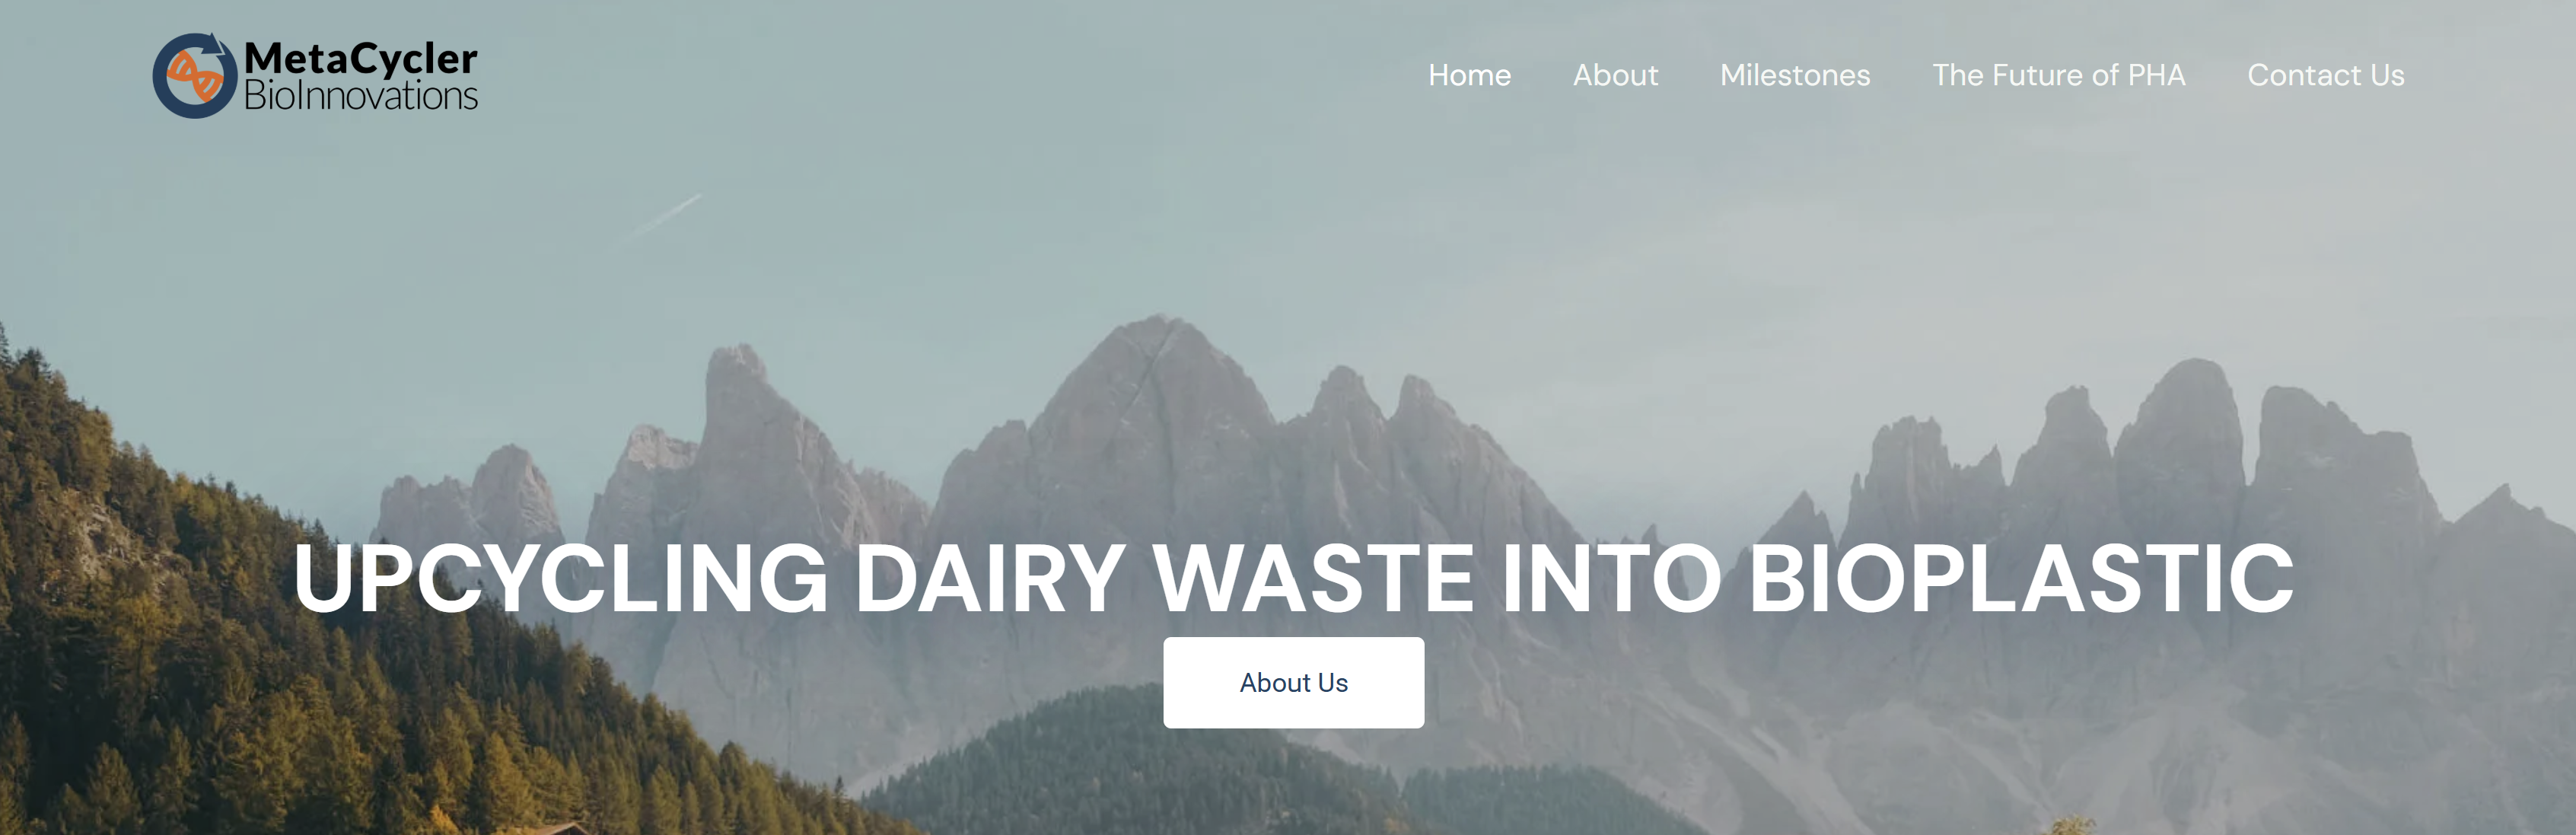 MetaCycler
BioInnovations
Home About Milestones The Future of PHA Contact Us
UPCYCLING DAIRY WASTE INTO BIOPLASTIC
About Us